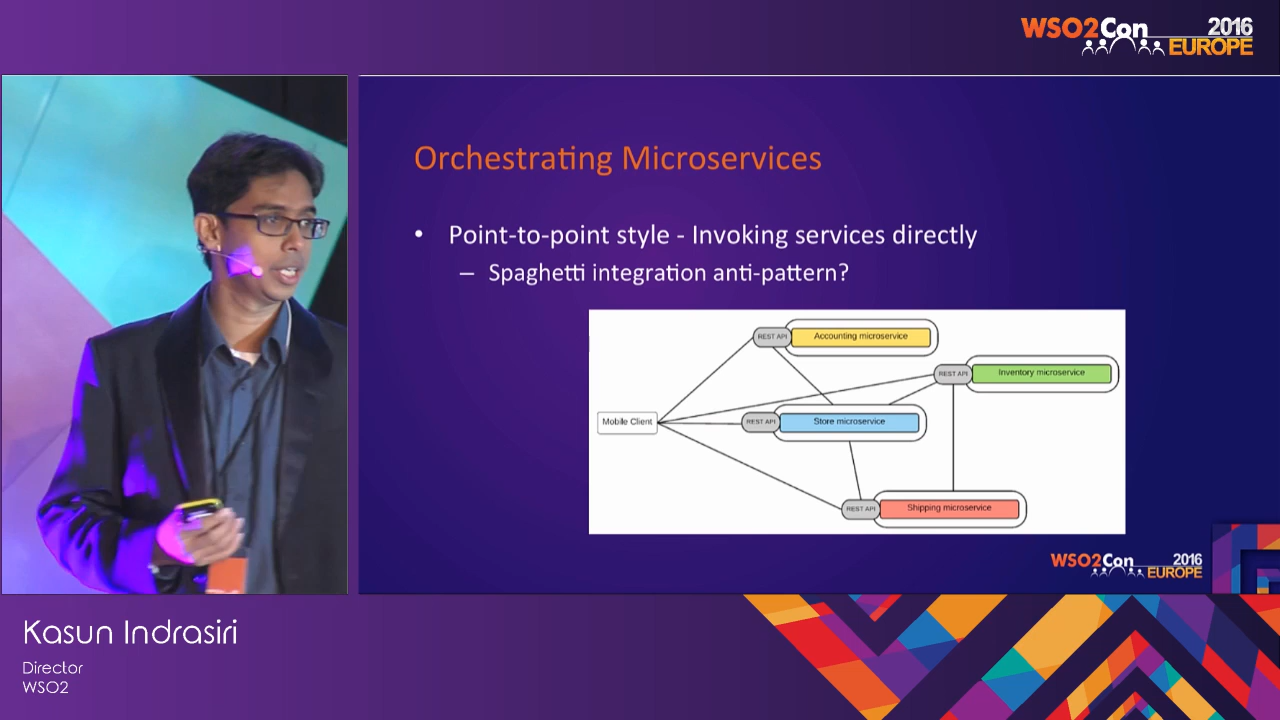 WSO2Con 2016
EUROPE
Orchestrating Microservices
• Point-to-point style - Invoking services directly
– Spaghetti integration anti-pattern?
REST API Accounting microservice
REST API Inventory microservice
Mobile Client
REST API Store microservice
REST API Shipping microservice
WSO2Con 2016
EUROPE
Kasun Indrasiri
Director
WSO2